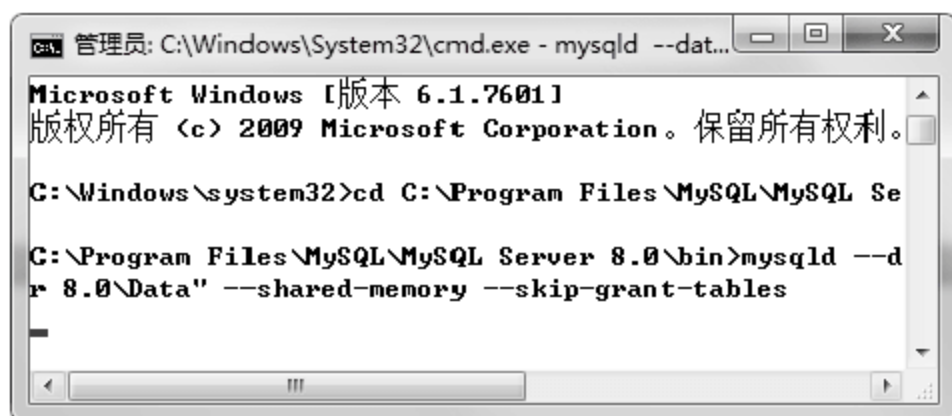 管理员: C:\Windows\System32\cmd.exe - mysqld --dat...
Microsoft Windows [版本 6.1.7601]
版权所有 (c) 2009 Microsoft Corporation。保留所有权利。
C:\Windows\system32>cd C:\Program Files\MySQL\MySQL Se
C:\Program Files\MySQL\MySQL Server 8.0\bin>mysqld --d
r 8.0\Data" --shared-memory --skip-grant-tables